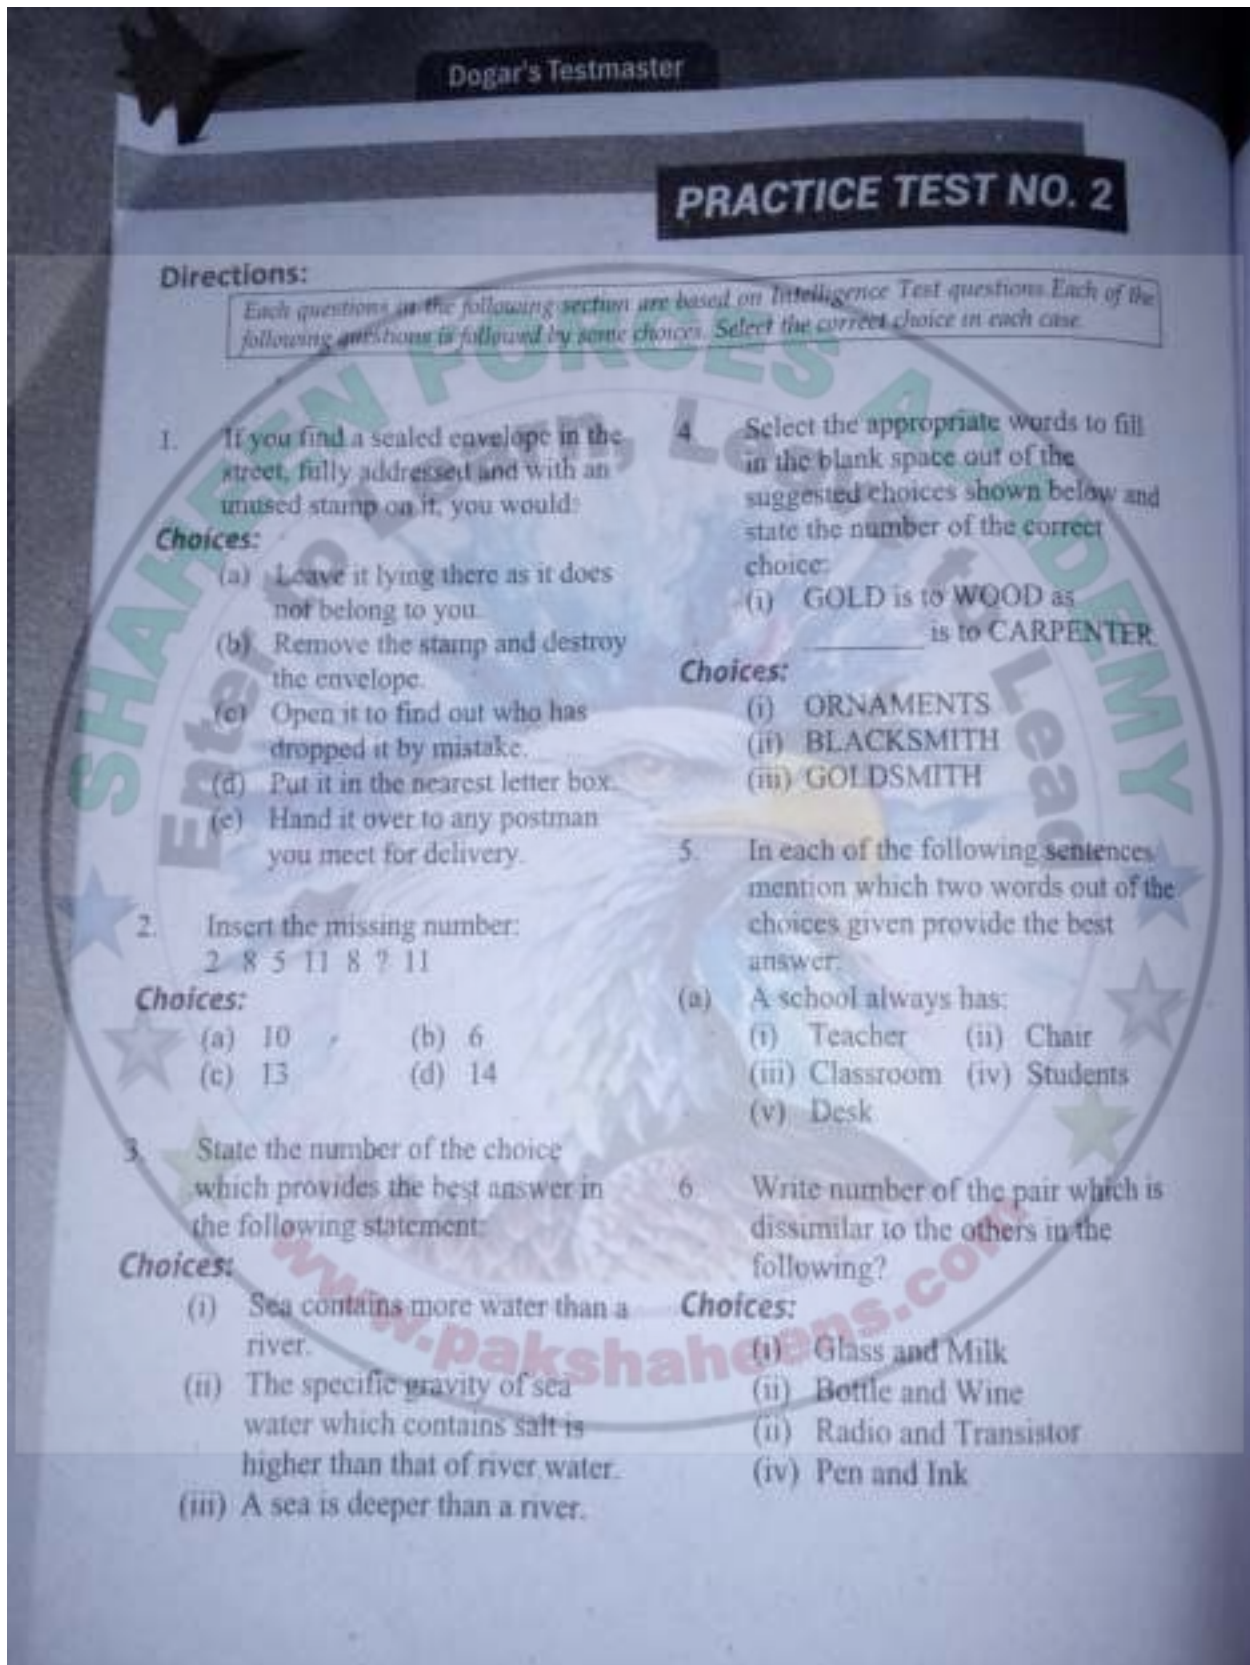 Dogar's Testmaster
PRACTICE TEST NO. 2
Directions:
Each questions in the following section are based on Intelligence Test questions. Each of the
following questions is followed by some choices. Select the correct choice in each case.
1. If you find a sealed envelope in the
street, fully addressed and with an
unused stamp on it, you would:
Choices:
(a) Leave it lying there as it does
not belong to you.
(b) Remove the stamp and destroy
the envelope.
(c) Open it to find out who has
dropped it by mistake.
(d) Put it in the nearest letter box.
(e) Hand it over to any postman
you meet for delivery.
2. Insert the missing number:
2 8 5 11 8 ? 11
Choices:
(a) 10 (b) 6
(c) 13 (d) 14
3. State the number of the choice
which provides the best answer in
the following statement:
Choices:
(i) Sea contains more water than a
river.
(ii) The specific gravity of sea
water which contains salt is
higher than that of river water.
(iii) A sea is deeper than a river.
4. Select the appropriate words to fill
in the blank space out of the
suggested choices shown below and
state the number of the correct
choice:
(i) GOLD is to WOOD as
______ is to CARPENTER.
Choices:
(i) ORNAMENTS
(ii) BLACKSMITH
(iii) GOLDSMITH
5. In each of the following sentences
mention which two words out of the
choices given provide the best
answer:
(a) A school always has:
(i) Teacher (ii) Chair
(iii) Classroom (iv) Students
(v) Desk
6. Write number of the pair which is
dissimilar to the others in the
following?
Choices:
(i) Glass and Milk
(ii) Bottle and Wine
(ii) Radio and Transistor
(iv) Pen and Ink
SHAHEEN FORCES ACADEMY
Enter to Learn, Learn to Lead
www.pakshaheens.com